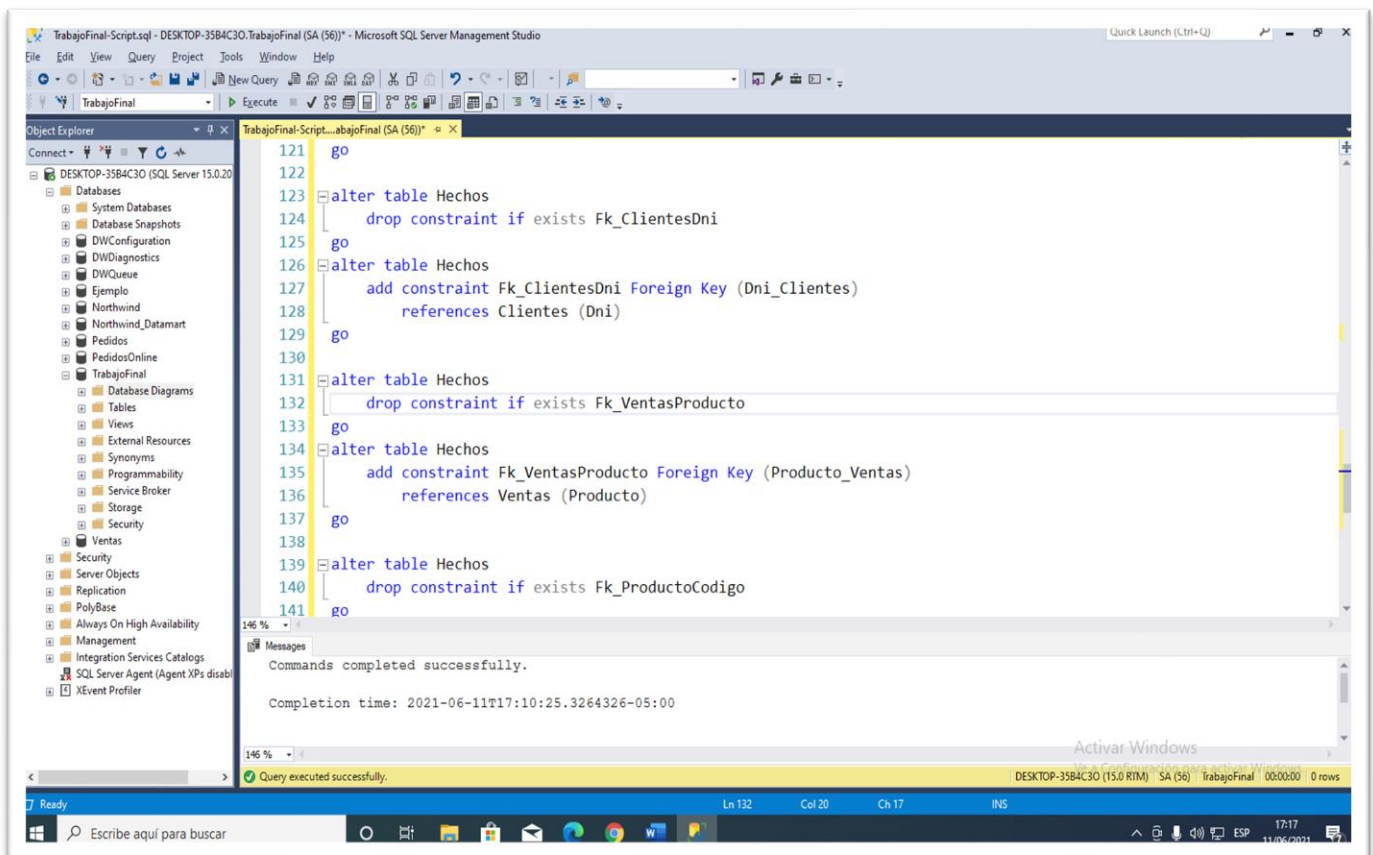 TrabajoFinal-Script.sql - DESKTOP-35B4C3O.TrabajoFinal (SA (56))* - Microsoft SQL Server Management Studio
Quick Launch (Ctrl+Q)
File Edit View Query Project Tools Window Help
New Query
TrabajoFinal
Execute
Object Explorer
Connect
DESKTOP-35B4C3O (SQL Server 15.0.20
Databases
System Databases
Database Snapshots
DWConfiguration
DWDiagnostics
DWQueue
Ejemplo
Northwind
Northwind_Datamart
Pedidos
PedidosOnline
TrabajoFinal
Database Diagrams
Tables
Views
External Resources
Synonyms
Programmability
Service Broker
Storage
Security
Ventas
Security
Server Objects
Replication
PolyBase
Always On High Availability
Management
Integration Services Catalogs
SQL Server Agent (Agent XPs disabl
XEvent Profiler
TrabajoFinal-Script....abajoFinal (SA (56))*
121 go
122
123 alter table Hechos
124 drop constraint if exists Fk_ClientesDni
125 go
126 alter table Hechos
127 add constraint Fk_ClientesDni Foreign Key (Dni_Clientes)
128 references Clientes (Dni)
129 go
130
131 alter table Hechos
132 drop constraint if exists Fk_VentasProducto
133 go
134 alter table Hechos
135 add constraint Fk_VentasProducto Foreign Key (Producto_Ventas)
136 references Ventas (Producto)
137 go
138
139 alter table Hechos
140 drop constraint if exists Fk_ProductoCodigo
141 go
146 %
Messages
Commands completed successfully.
Completion time: 2021-06-11T17:10:25.3264326-05:00
146 %
Activar Windows
Ve a Configuración para activar Windows.
Query executed successfully.
DESKTOP-35B4C3O (15.0 RTM) SA (56) TrabajoFinal 00:00:00 0 rows
Ready
Ln 132 Col 20 Ch 17 INS
Escribe aquí para buscar
ESP
17:17
11/06/2021